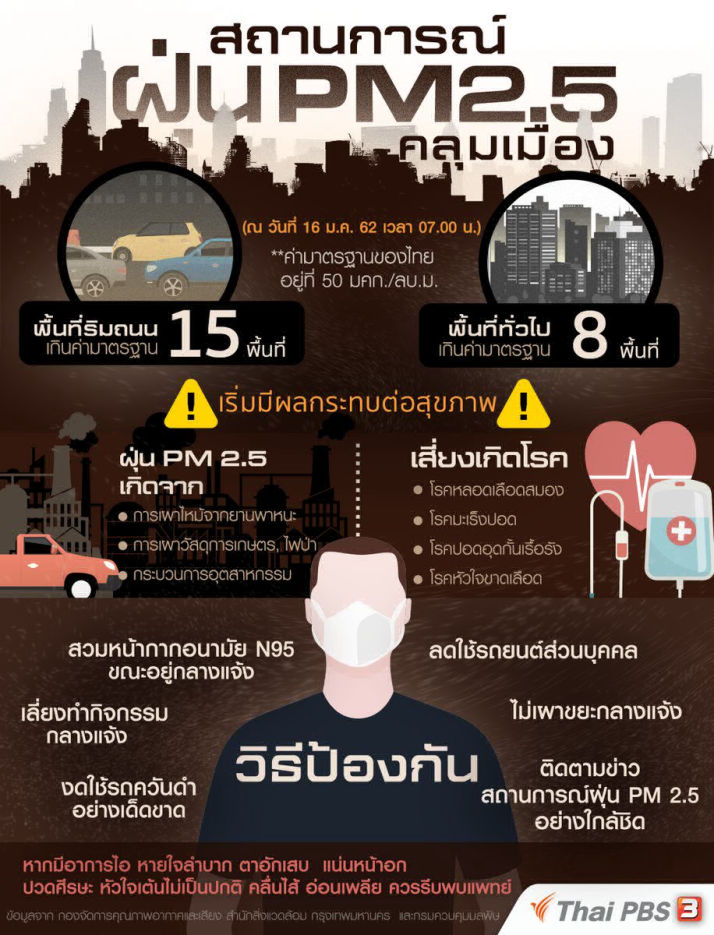 สถานการณ์
ฝุ่นPM2.5
คลุมเมือง
(ณ วันที่ 16 ม.ค. 62 เวลา 07.00 น.)
**ค่ามาตรฐานของไทย
อยู่ที่ 50 มคก./ลบ.ม.
พื้นที่ริมถนน
เกินค่ามาตรฐาน 15 พื้นที่
พื้นที่ทั่วไป
เกินค่ามาตรฐาน 8 พื้นที่
! เริ่มมีผลกระทบต่อสุขภาพ !
ฝุ่น PM 2.5
เกิดจาก
• การเผาไหม้จากยานพาหนะ
• การเผาวัสดุการเกษตร, ไฟป่า
• กระบวนการอุตสาหกรรม
เสี่ยงเกิดโรค
• โรคหลอดเลือดสมอง
• โรคมะเร็งปอด
• โรคปอดอุดกั้นเรื้อรัง
• โรคหัวใจขาดเลือด
สวมหน้ากากอนามัย N95
ขณะอยู่กลางแจ้ง
เลี่ยงทำกิจกรรม
กลางแจ้ง
งดใช้รถควันดำ
อย่างเด็ดขาด
วิธีป้องกัน
ลดใช้รถยนต์ส่วนบุคคล
ไม่เผาขยะกลางแจ้ง
ติดตามข่าว
สถานการณ์ฝุ่น PM 2.5
อย่างใกล้ชิด
หากมีอาการไอ หายใจลำบาก ตาอักเสบ แน่นหน้าอก
ปวดศีรษะ หัวใจเต้นไม่เป็นปกติ คลื่นไส้ อ่อนเพลีย ควรรีบพบแพทย์
ข้อมูลจาก กองจัดการคุณภาพอากาศและเสียง สำนักสิ่งแวดล้อม กรุงเทพมหานคร และกรมควบคุมมลพิษ
Thai PBS 3